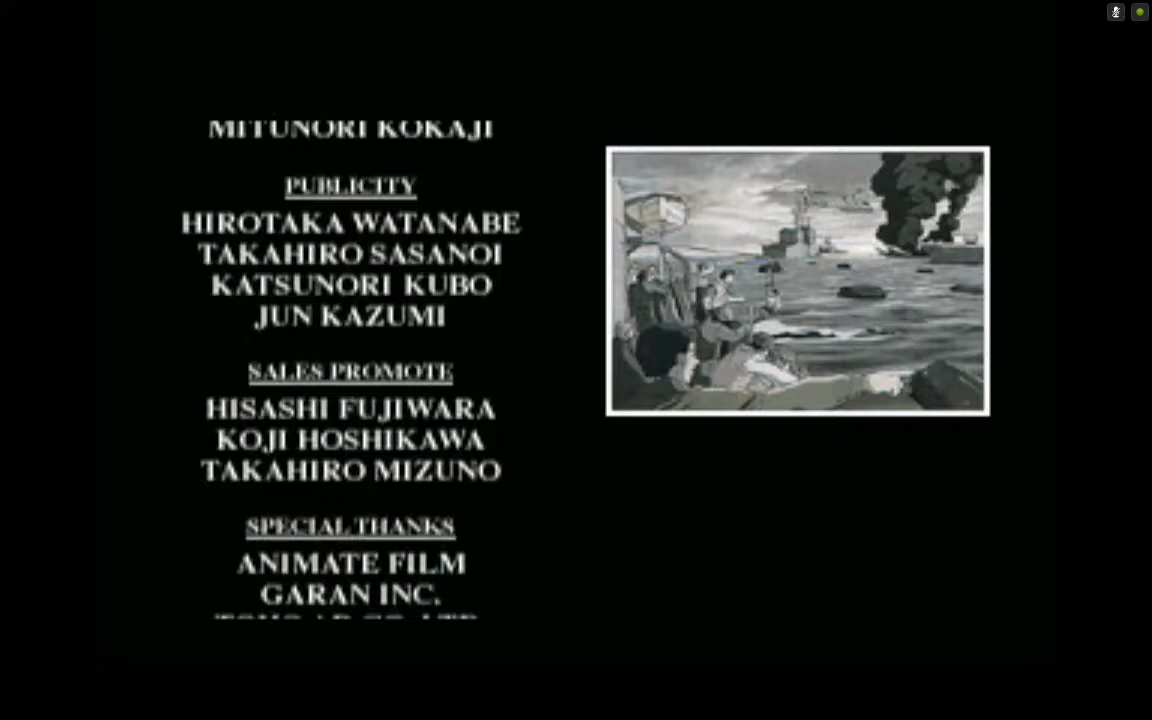 MITUNORI KOKAJI
PUBLICITY
HIROTAKA WATANABE
TAKAHIRO SASANOI
KATSUNORI KUBO
JUN KAZUMI
SALES PROMOTE
HISASHI FUJIWARA
KOJI HOSHIKAWA
TAKAHIRO MIZUNO
SPECIAL THANKS
ANIMATE FILM
GARAN INC.